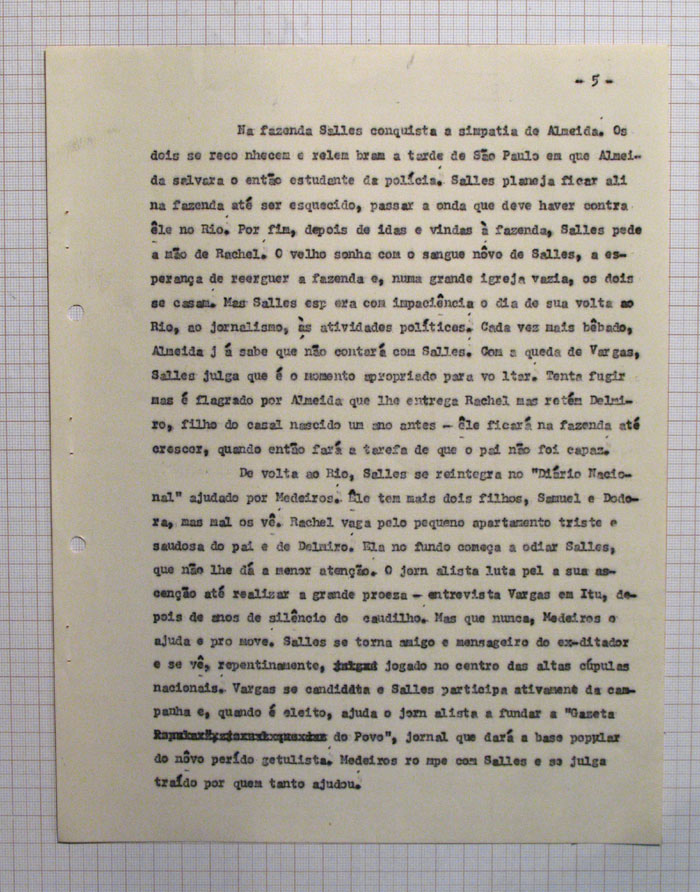 - 5 -
Na fazenda Salles conquista a simpatia de Almeida. Os
dois se reco nhecem e relem bram a tarde de São Paulo em que Almei-
da salvara o então estudante da polícia. Salles planeja ficar ali
na fazenda até ser esquecido, passar a onda que deve haver contra
êle no Rio. Por fim, depois de idas e vindas à fazenda, Salles pede
a mão de Rachel. O velho sonha com o sangue nôvo de Salles, a es-
perança de reerguer a fazenda e, numa grande igreja vazia, os dois
se casam. Mas Salles esp era com impaciência o dia de sua volta ao
Rio, ao jornalismo, às atividades políticas. Cada vez mais bêbado,
Almeida j á sabe que não contará com Salles. Com a queda de Vargas,
Salles julga que é o momento apropriado para vo ltar. Tenta fugir
mas é flagrado por Almeida que lhe entrega Rachel mas retém Delmi-
ro, filho do casal nascido um ano antes - êle ficará na fazenda até
crescer, quando então fará a tarefa de que o pai não foi capaz.
De volta ao Rio, Salles se reintegra no "Diário Nacio-
nal" ajudado por Medeiros. Êle tem mais dois filhos, Samuel e Dodo-
ra, mas mal os vê. Rachel vaga pelo pequeno apartamento triste e
saudosa do pai e de Delmiro. Ela no fundo começa a odiar Salles,
que não lhe dá a menor atenção. O jorn alista luta pel a sua as-
cenção até realizar a grande proeza - entrevista Vargas em Itu, de-
pois de anos de silêncio do caudilho. Mas que nunca, Medeiros o
ajuda e pro move. Salles se torna amigo e mensageiro do ex-ditador
e se vê, repentinamente, jogado no centro das altas cúpulas
nacionais. Vargas se candidata e Salles participa ativament da cam-
panha e, quando é eleito, ajuda o jorn alista a fundar a "Gazeta
do Povo", jornal que dará a base popular
do nôvo perído getulista. Medeiros ro mpe com Salles e se julga
traído por quem tanto ajudou.